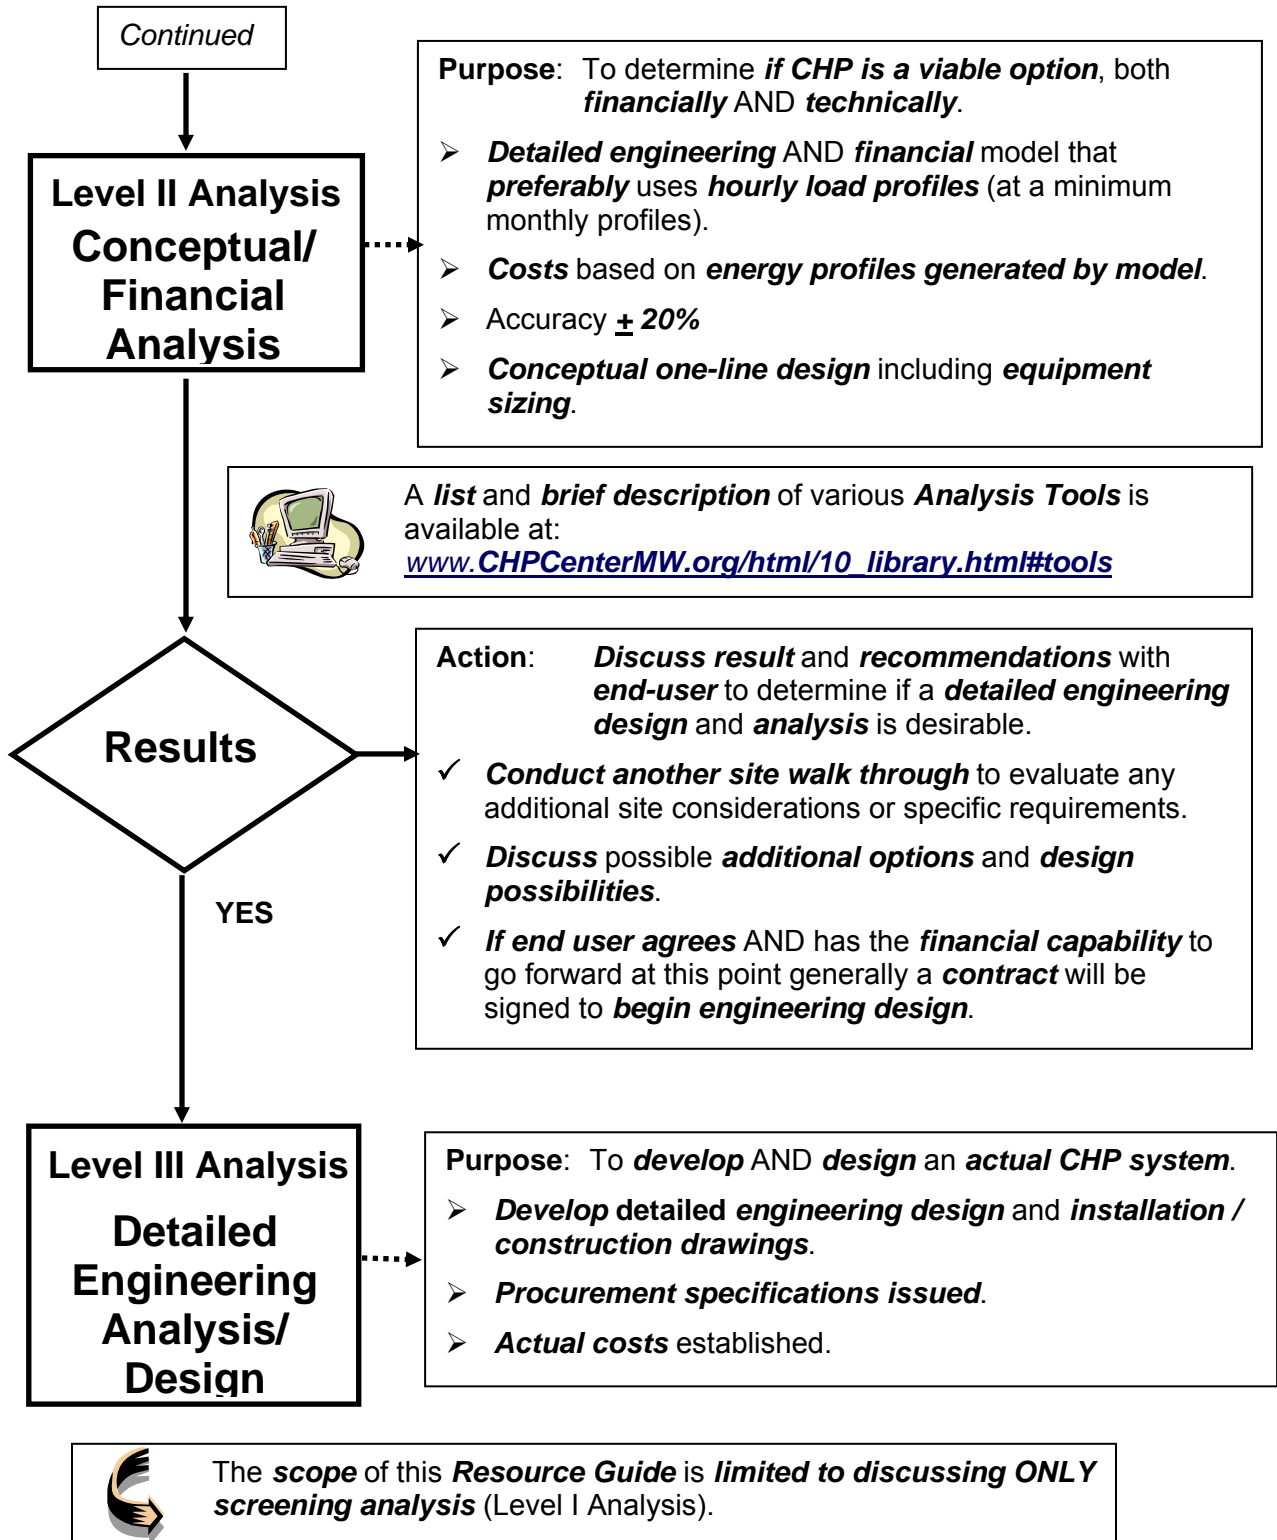 Continued
Purpose: To determine if CHP is a viable option, both
financially AND technically.
➢ Detailed engineering AND financial model that
preferably uses hourly load profiles (at a minimum
monthly profiles).
➢ Costs based on energy profiles generated by model.
➢ Accuracy + 20%
➢ Conceptual one-line design including equipment
sizing.
Level II Analysis
Conceptual/
Financial
Analysis
A list and brief description of various Analysis Tools is
available at:
www.CHPCenterMW.org/html/10_library.html#tools
Results
YES
Action: Discuss result and recommendations with
end-user to determine if a detailed engineering
design and analysis is desirable.
✓ Conduct another site walk through to evaluate any
additional site considerations or specific requirements.
✓ Discuss possible additional options and design
possibilities.
✓ If end user agrees AND has the financial capability to
go forward at this point generally a contract will be
signed to begin engineering design.
Level III Analysis
Detailed
Engineering
Analysis/
Design
Purpose: To develop AND design an actual CHP system.
➢ Develop detailed engineering design and installation /
construction drawings.
➢ Procurement specifications issued.
➢ Actual costs established.
The scope of this Resource Guide is limited to discussing ONLY
screening analysis (Level I Analysis).